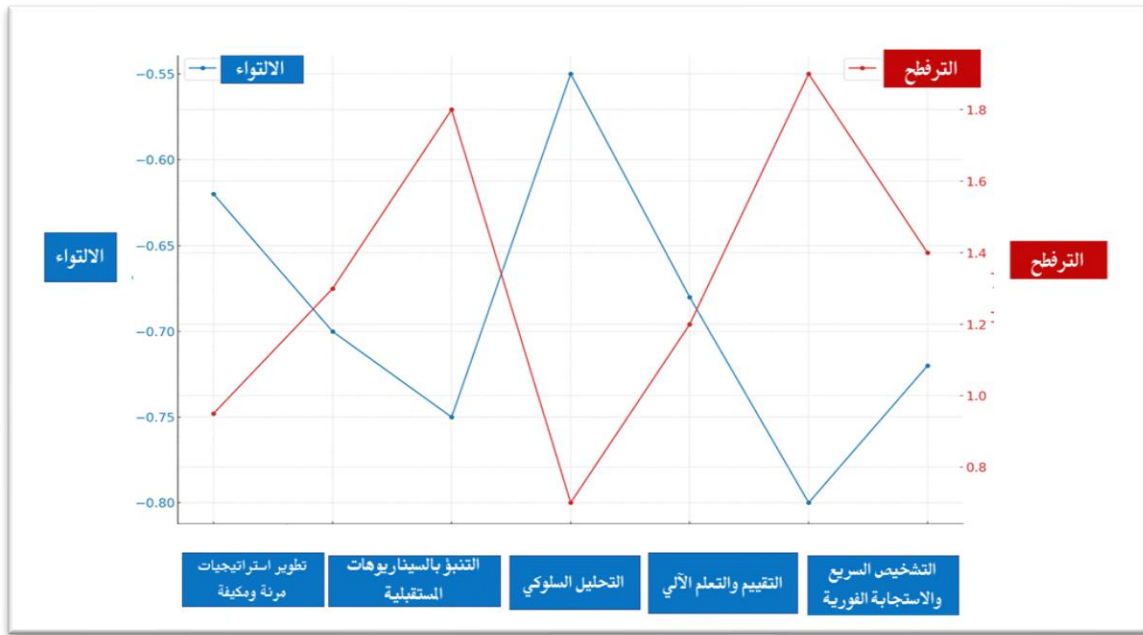 الالتواء
الترفطح
−0.55
−0.60
−0.65
−0.70
−0.75
−0.80
1.8
1.6
1.4
1.2
1.0
0.8
الالتواء
الترفطح
تطوير استراتيجيات
مرنة ومكيفة
التنبؤ بالسيناريوهات
المستقبلية
التحليل السلوكي
التقييم والتعلم الآلي
التشخيص السريع
والاستجابة الفورية